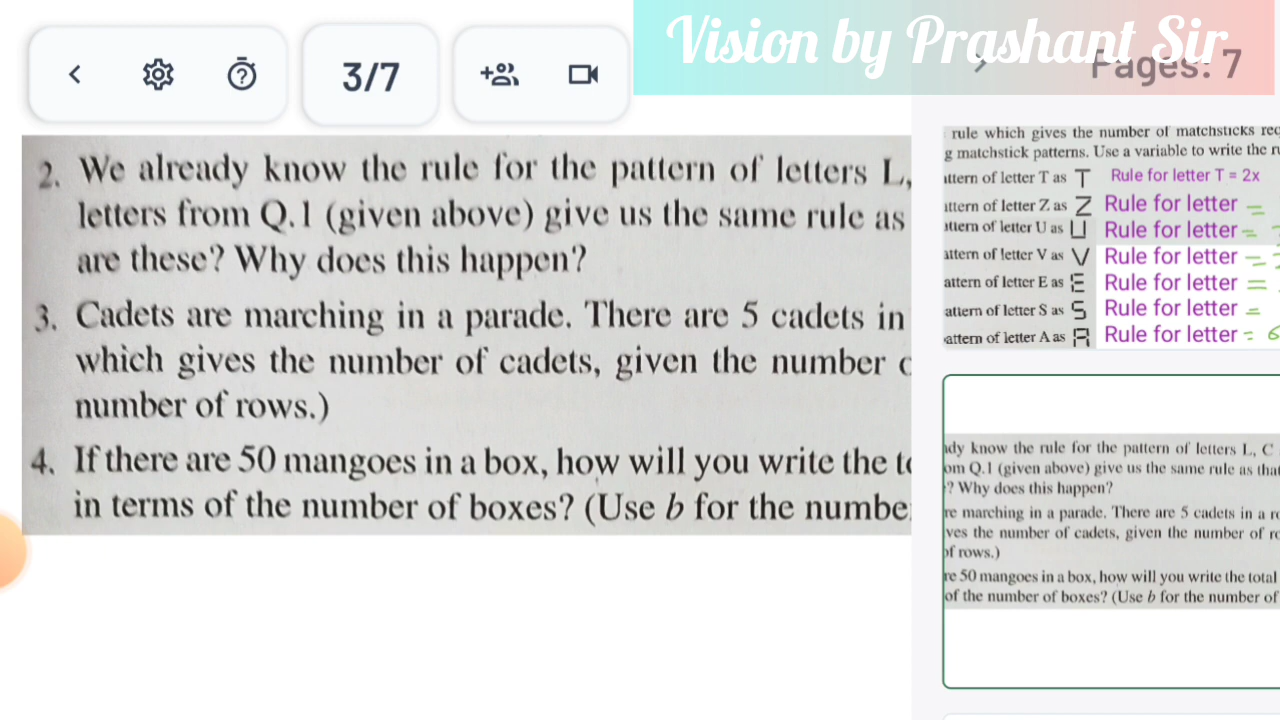 3/7
Vision by Prashant Sir
Pages: 7
2. We already know the rule for the pattern of letters L,
letters from Q.1 (given above) give us the same rule as
are these? Why does this happen?
3. Cadets are marching in a parade. There are 5 cadets in
which gives the number of cadets, given the number
number of rows.)
4. If there are 50 mangoes in a box, how will you write the
in terms of the number of boxes? (Use b for the
rule which gives the number of matchsticks
matchstick patterns. Use a variable to write the
of letter T as T Rule for letter T = 2x
of letter Z as Z Rule for letter =
of letter U as U Rule for letter =
of letter V as V Rule for letter =
attern of letter E as E Rule for letter =
attern of letter S as S Rule for letter =
attern of letter A as A Rule for letter = 6
know the rule for the pattern of letters L, C
Q.1 (given above) give us the same rule as
? Why does this happen?
marching in a parade. There are 5 cadets in a
the number of cadets, given the number of
of rows.)
50 mangoes in a box, how will you write the total
of the number of boxes? (Use b for the number of